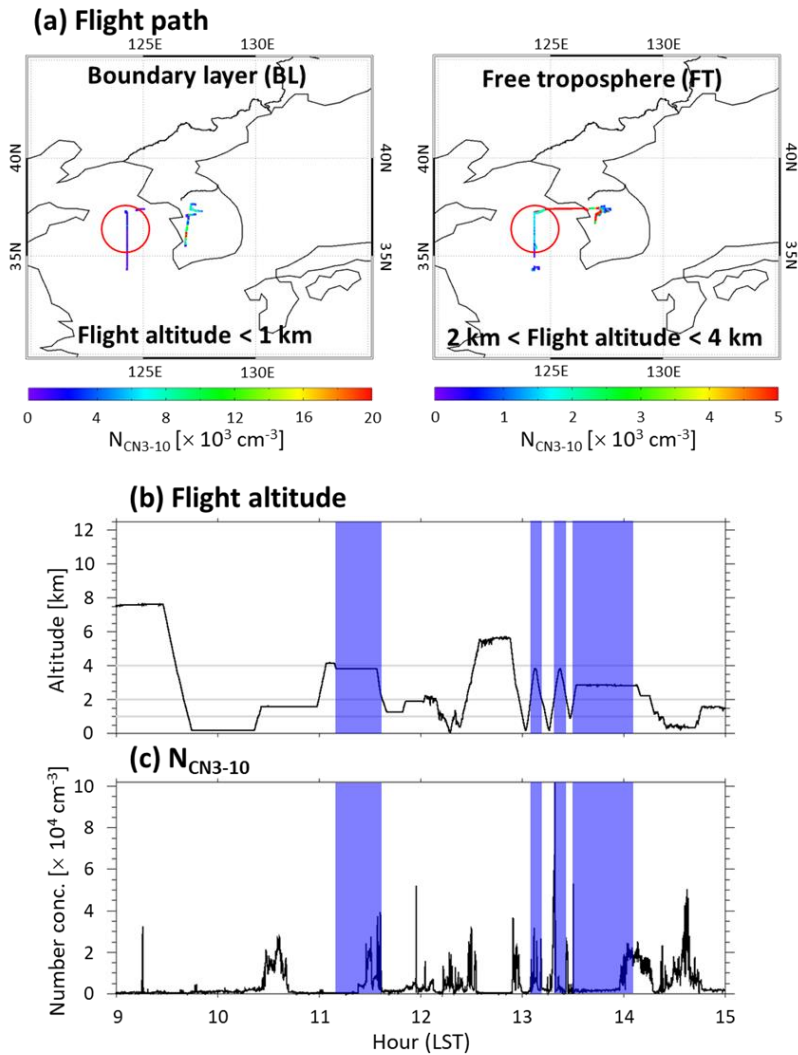 (a) Flight path
125E 130E 125E 130E
Boundary layer (BL) Free troposphere (FT)
40N 40N 40N
35N 35N 35N
Flight altitude < 1 km 2 km < Flight altitude < 4 km
125E 130E 125E 130E
0 4 8 12 16 20 0 1 2 3 4 5
N_CN3-10 [× 10³ cm⁻³] N_CN3-10 [× 10³ cm⁻³]
(b) Flight altitude
Altitude [km]
12
10
8
6
4
2
0
(c) N_CN3-10
Number conc. [× 10⁴ cm⁻³]
10
8
6
4
2
0
9 10 11 12 13 14 15
Hour (LST)